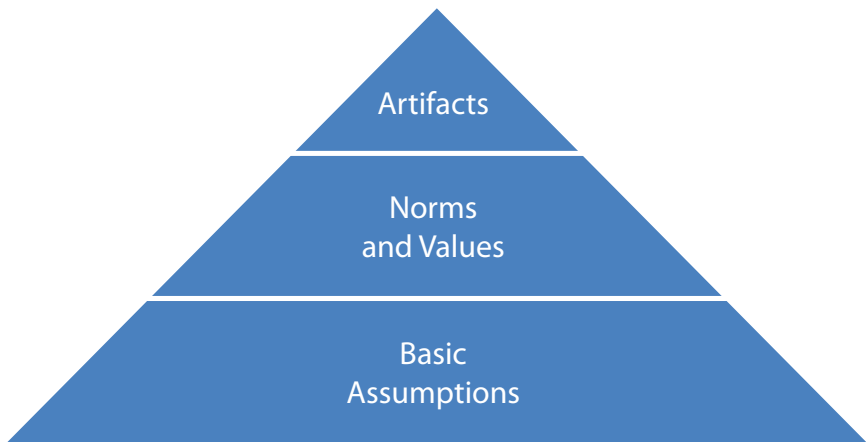 Artifacts
Norms
and Values
Basic
Assumptions